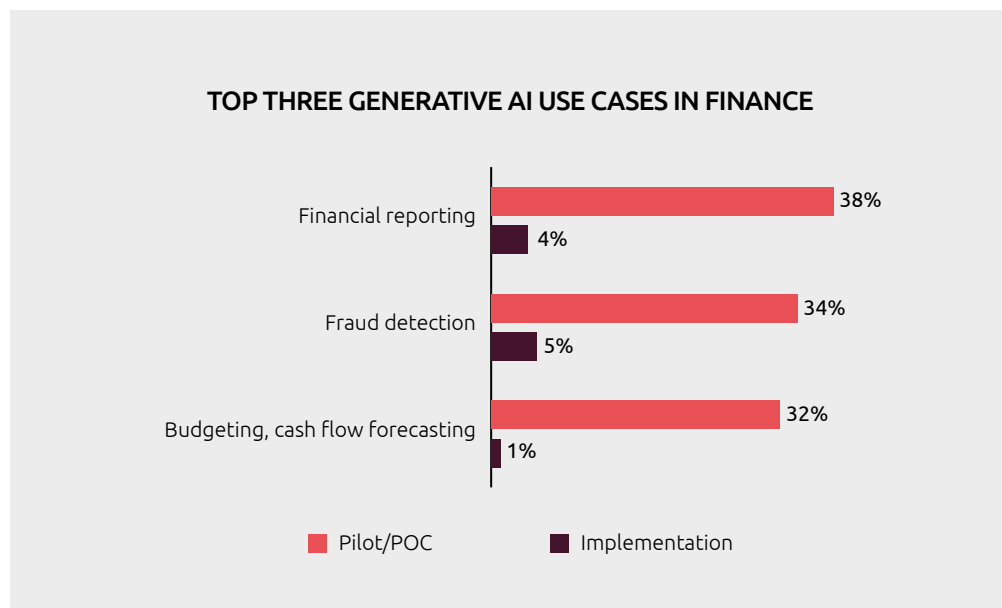 TOP THREE GENERATIVE AI USE CASES IN FINANCE
Financial reporting
38%
4%
Fraud detection
34%
5%
Budgeting, cash flow forecasting
32%
1%
Pilot/POC
Implementation